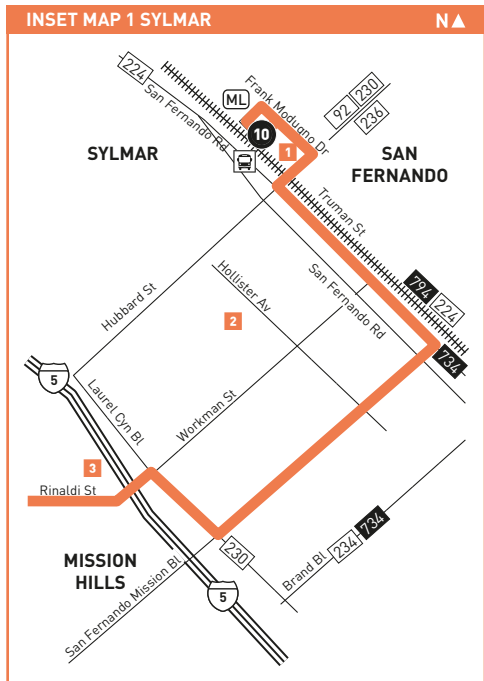 INSET MAP 1 SYLMAR
N▲
224
San Fernando Rd
ML
Frank Modugno Dr
92
230
236
10
1
SYLMAR
SAN
FERNANDO
Truman St
Hubbard St
Hollister Av
San Fernando Rd
794
224
2
734
5
Laurel Cyn Bl
Workman St
3
Rinaldi St
MISSION
HILLS
230
Brand Bl
234
734
San Fernando Mission Bl
5